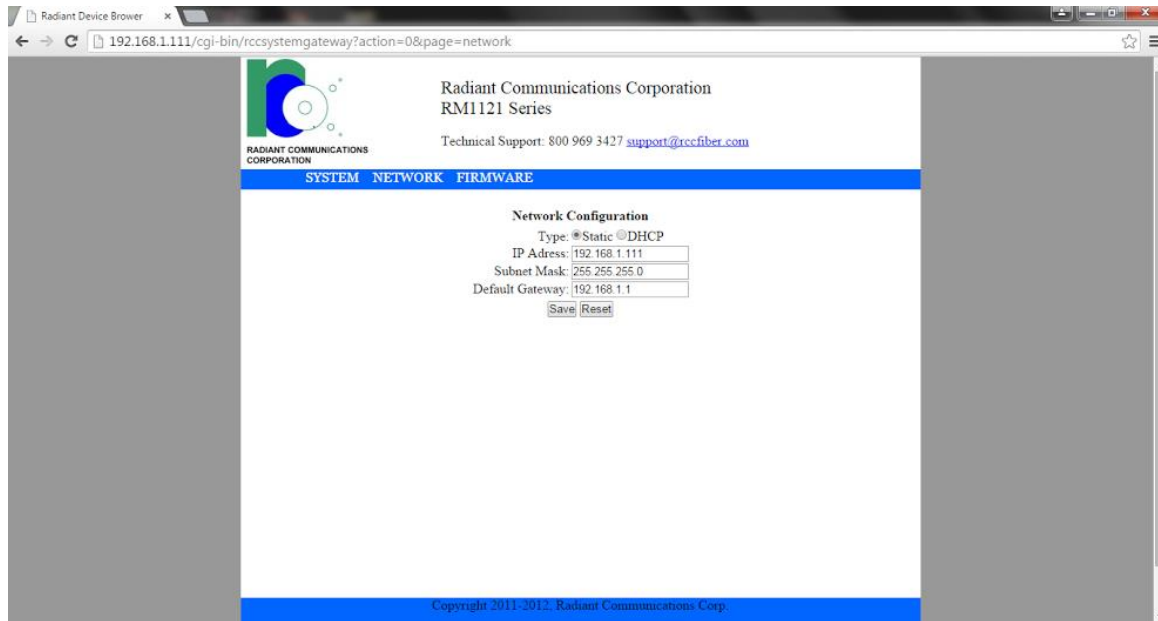 Radiant Device Brower
192.168.1.111/cgi-bin/rccsystemgateway?action=0&page=network
RADIANT COMMUNICATIONS
CORPORATION
Radiant Communications Corporation
RM1121 Series
Technical Support: 800 969 3427 support@rccfiber.com
SYSTEM NETWORK FIRMWARE
Network Configuration
Type: Static DHCP
IP Adress: 192.168.1.111
Subnet Mask: 255.255.255.0
Default Gateway: 192.168.1.1
Save Reset
Copyright 2011-2012, Radiant Communications Corp.